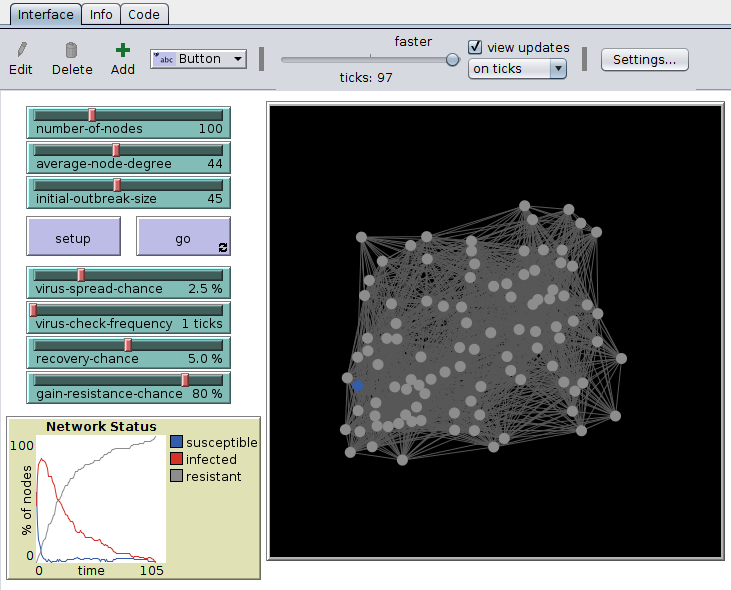 Interface Info Code
Edit Delete Add abc Button
faster
ticks: 97
view updates
on ticks
Settings...
number-of-nodes 100
average-node-degree 44
initial-outbreak-size 45
setup go
virus-spread-chance 2.5 %
virus-check-frequency 1 ticks
recovery-chance 5.0 %
gain-resistance-chance 80 %
Network Status
100
% of nodes
0
0 time 105
susceptible
infected
resistant